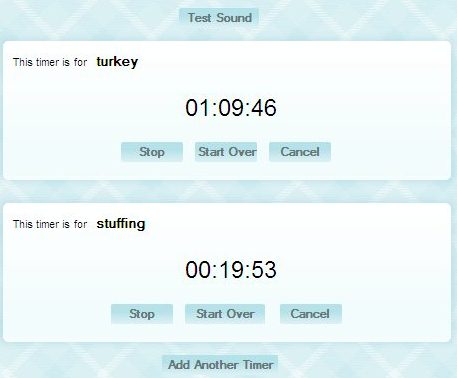 Test Sound
This timer is for turkey
01:09:46
Stop Start Over Cancel
This timer is for stuffing
00:19:53
Stop Start Over Cancel
Add Another Timer